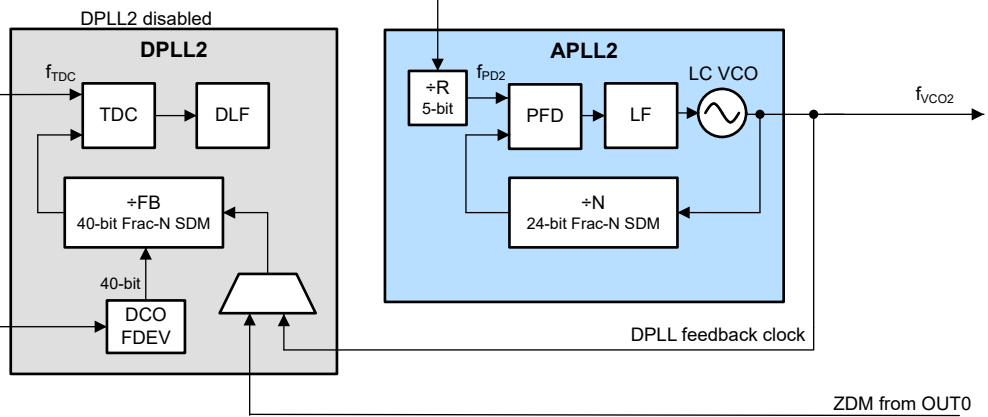 DPLL2 disabled
DPLL2
fTDC
TDC
DLF
÷FB
40-bit Frac-N SDM
40-bit
DCO
FDEV
APLL2
÷R
5-bit
fPD2
PFD
LF
LC VCO
fVCO2
÷N
24-bit Frac-N SDM
DPLL feedback clock
ZDM from OUT0